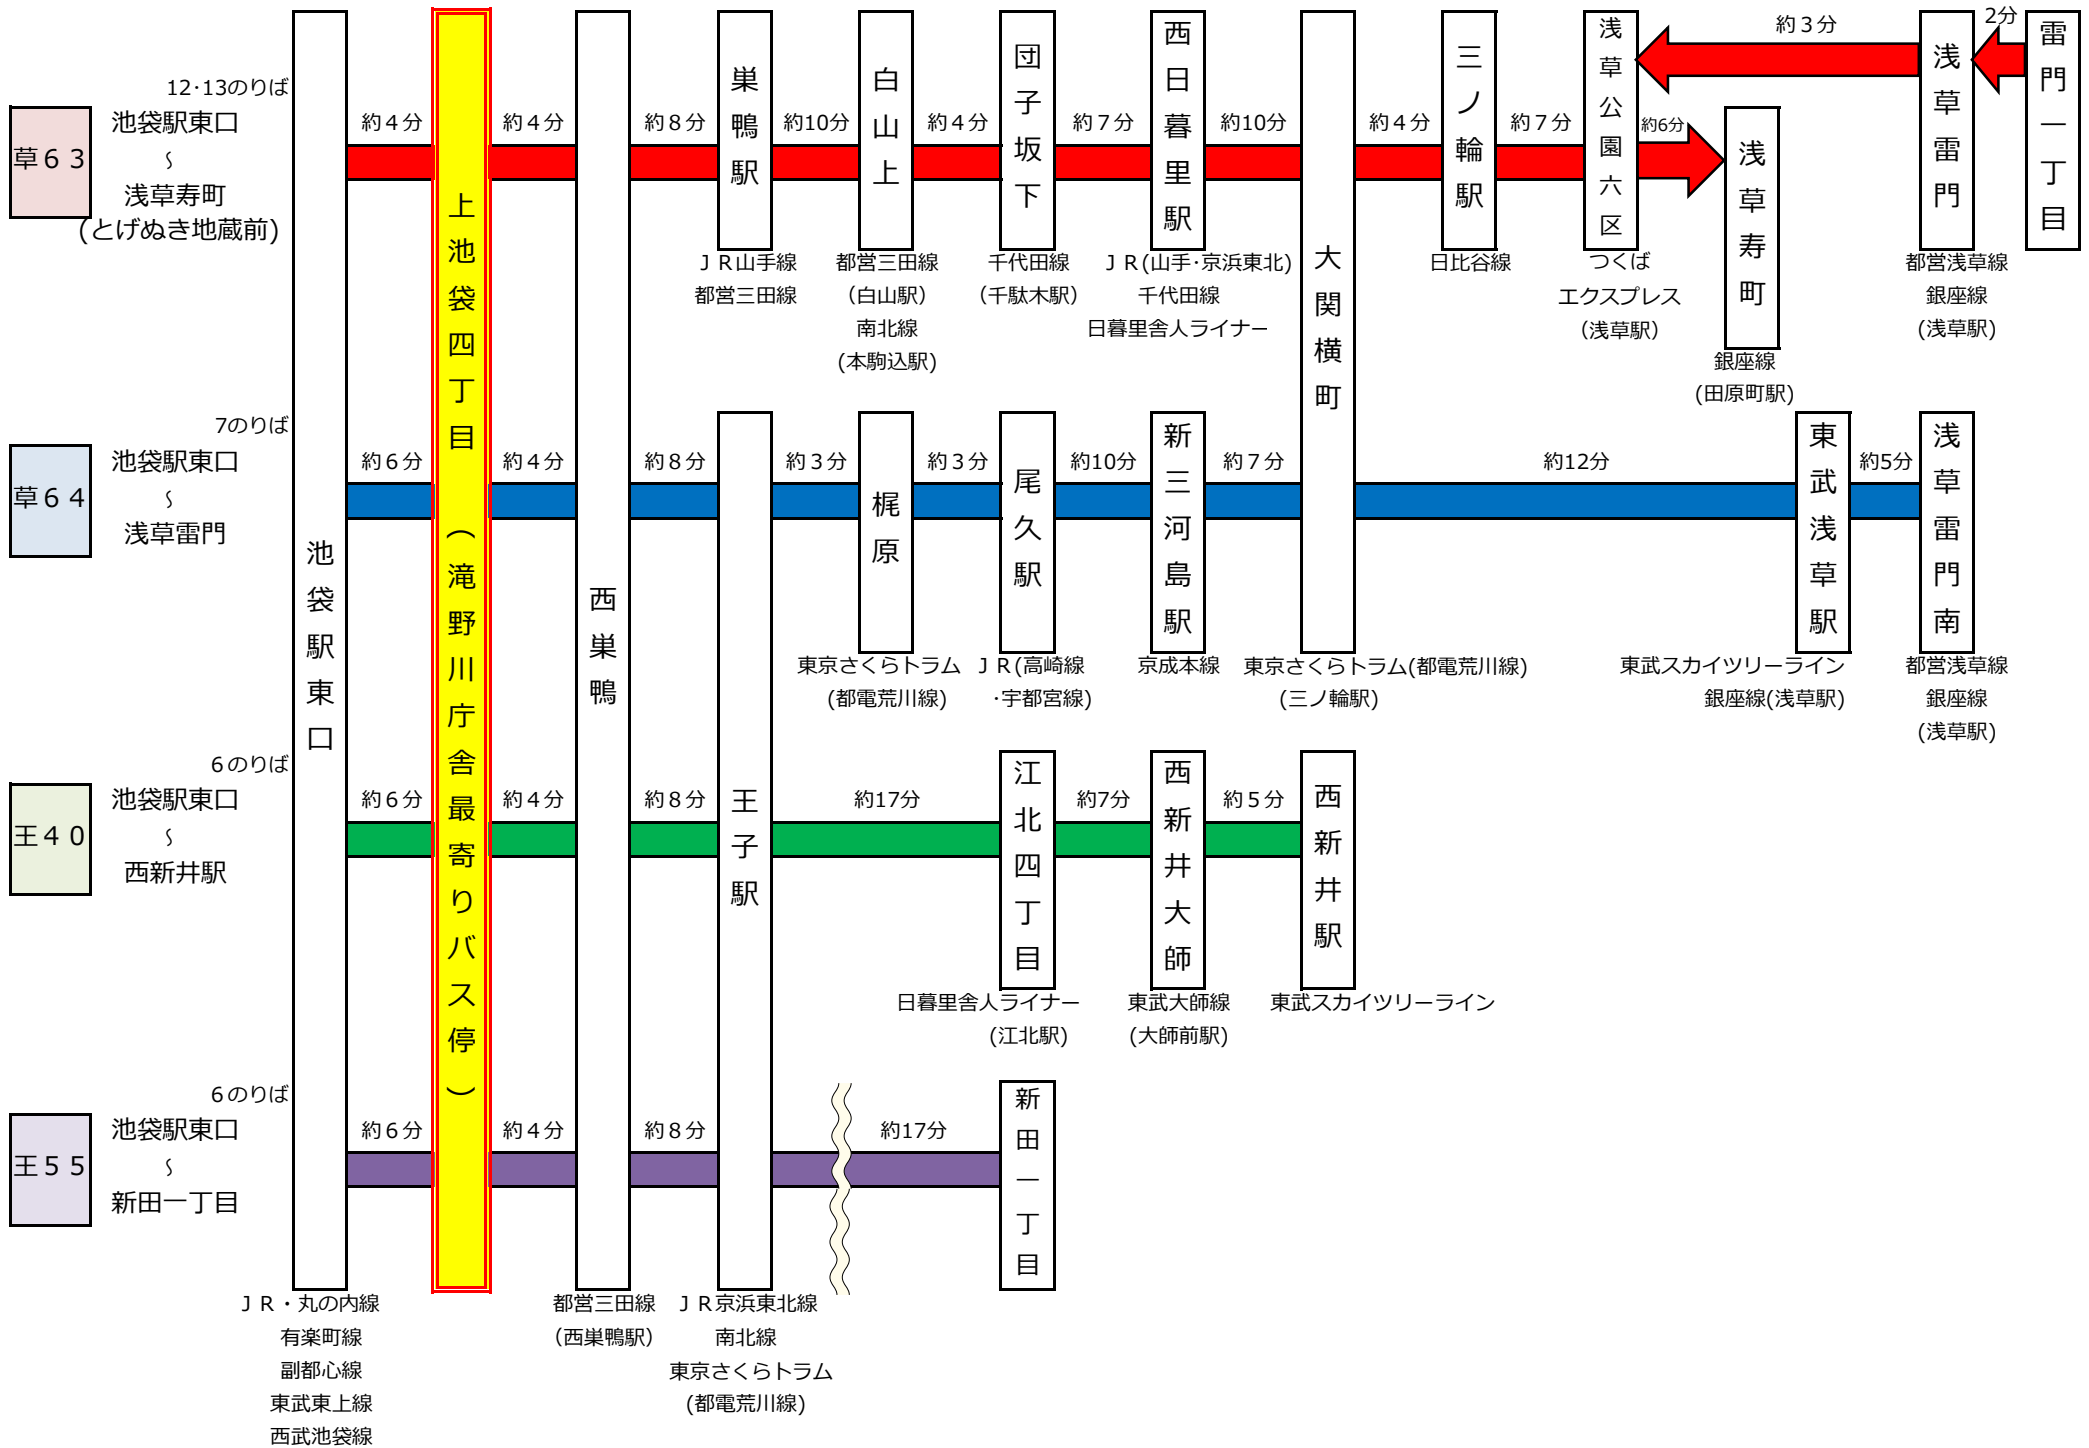 草６３
12･13のりば
池袋駅東口
～
浅草寿町
(とげぬき地蔵前)
池袋駅東口
約４分
上池袋四丁目（滝野川庁舎最寄りバス停）
約４分
西巣鴨
約８分
巣鴨駅
ＪＲ山手線
都営三田線
約10分
白山上
都営三田線
（白山駅）
南北線
(本駒込駅)
約４分
団子坂下
千代田線
（千駄木駅）
約７分
西日暮里駅
ＪＲ(山手･京浜東北)
千代田線
日暮里舎人ライナー
約10分
大関横町
約４分
三ノ輪駅
日比谷線
約７分
浅草公園六区
つくば
エクスプレス
(浅草駅)
約6分
浅草寿町
銀座線
(田原町駅)
約３分
浅草雷門
都営浅草線
銀座線
(浅草駅)
2分
雷門一丁目
草６４
7のりば
池袋駅東口
～
浅草雷門
約６分
約４分
約８分
約３分
梶原
東京さくらトラム
(都電荒川線)
約３分
尾久駅
ＪＲ(高崎線
･宇都宮線)
約10分
新三河島駅
京成本線
約７分
東京さくらトラム(都電荒川線)
(三ノ輪駅)
約12分
東武浅草駅
東武スカイツリーライン
銀座線(浅草駅)
約5分
浅草雷門南
都営浅草線
銀座線
(浅草駅)
王４０
６のりば
池袋駅東口
～
西新井駅
約６分
約４分
約８分
王子駅
約17分
江北四丁目
日暮里舎人ライナー
(江北駅)
約7分
西新井大師
東武大師線
(大師前駅)
約５分
西新井駅
東武スカイツリーライン
王５５
６のりば
池袋駅東口
～
新田一丁目
約６分
約４分
約８分
約17分
新田一丁目
ＪＲ・丸の内線
有楽町線
副都心線
東武東上線
西武池袋線
都営三田線
（西巣鴨駅）
ＪＲ京浜東北線
南北線
東京さくらトラム
(都電荒川線)